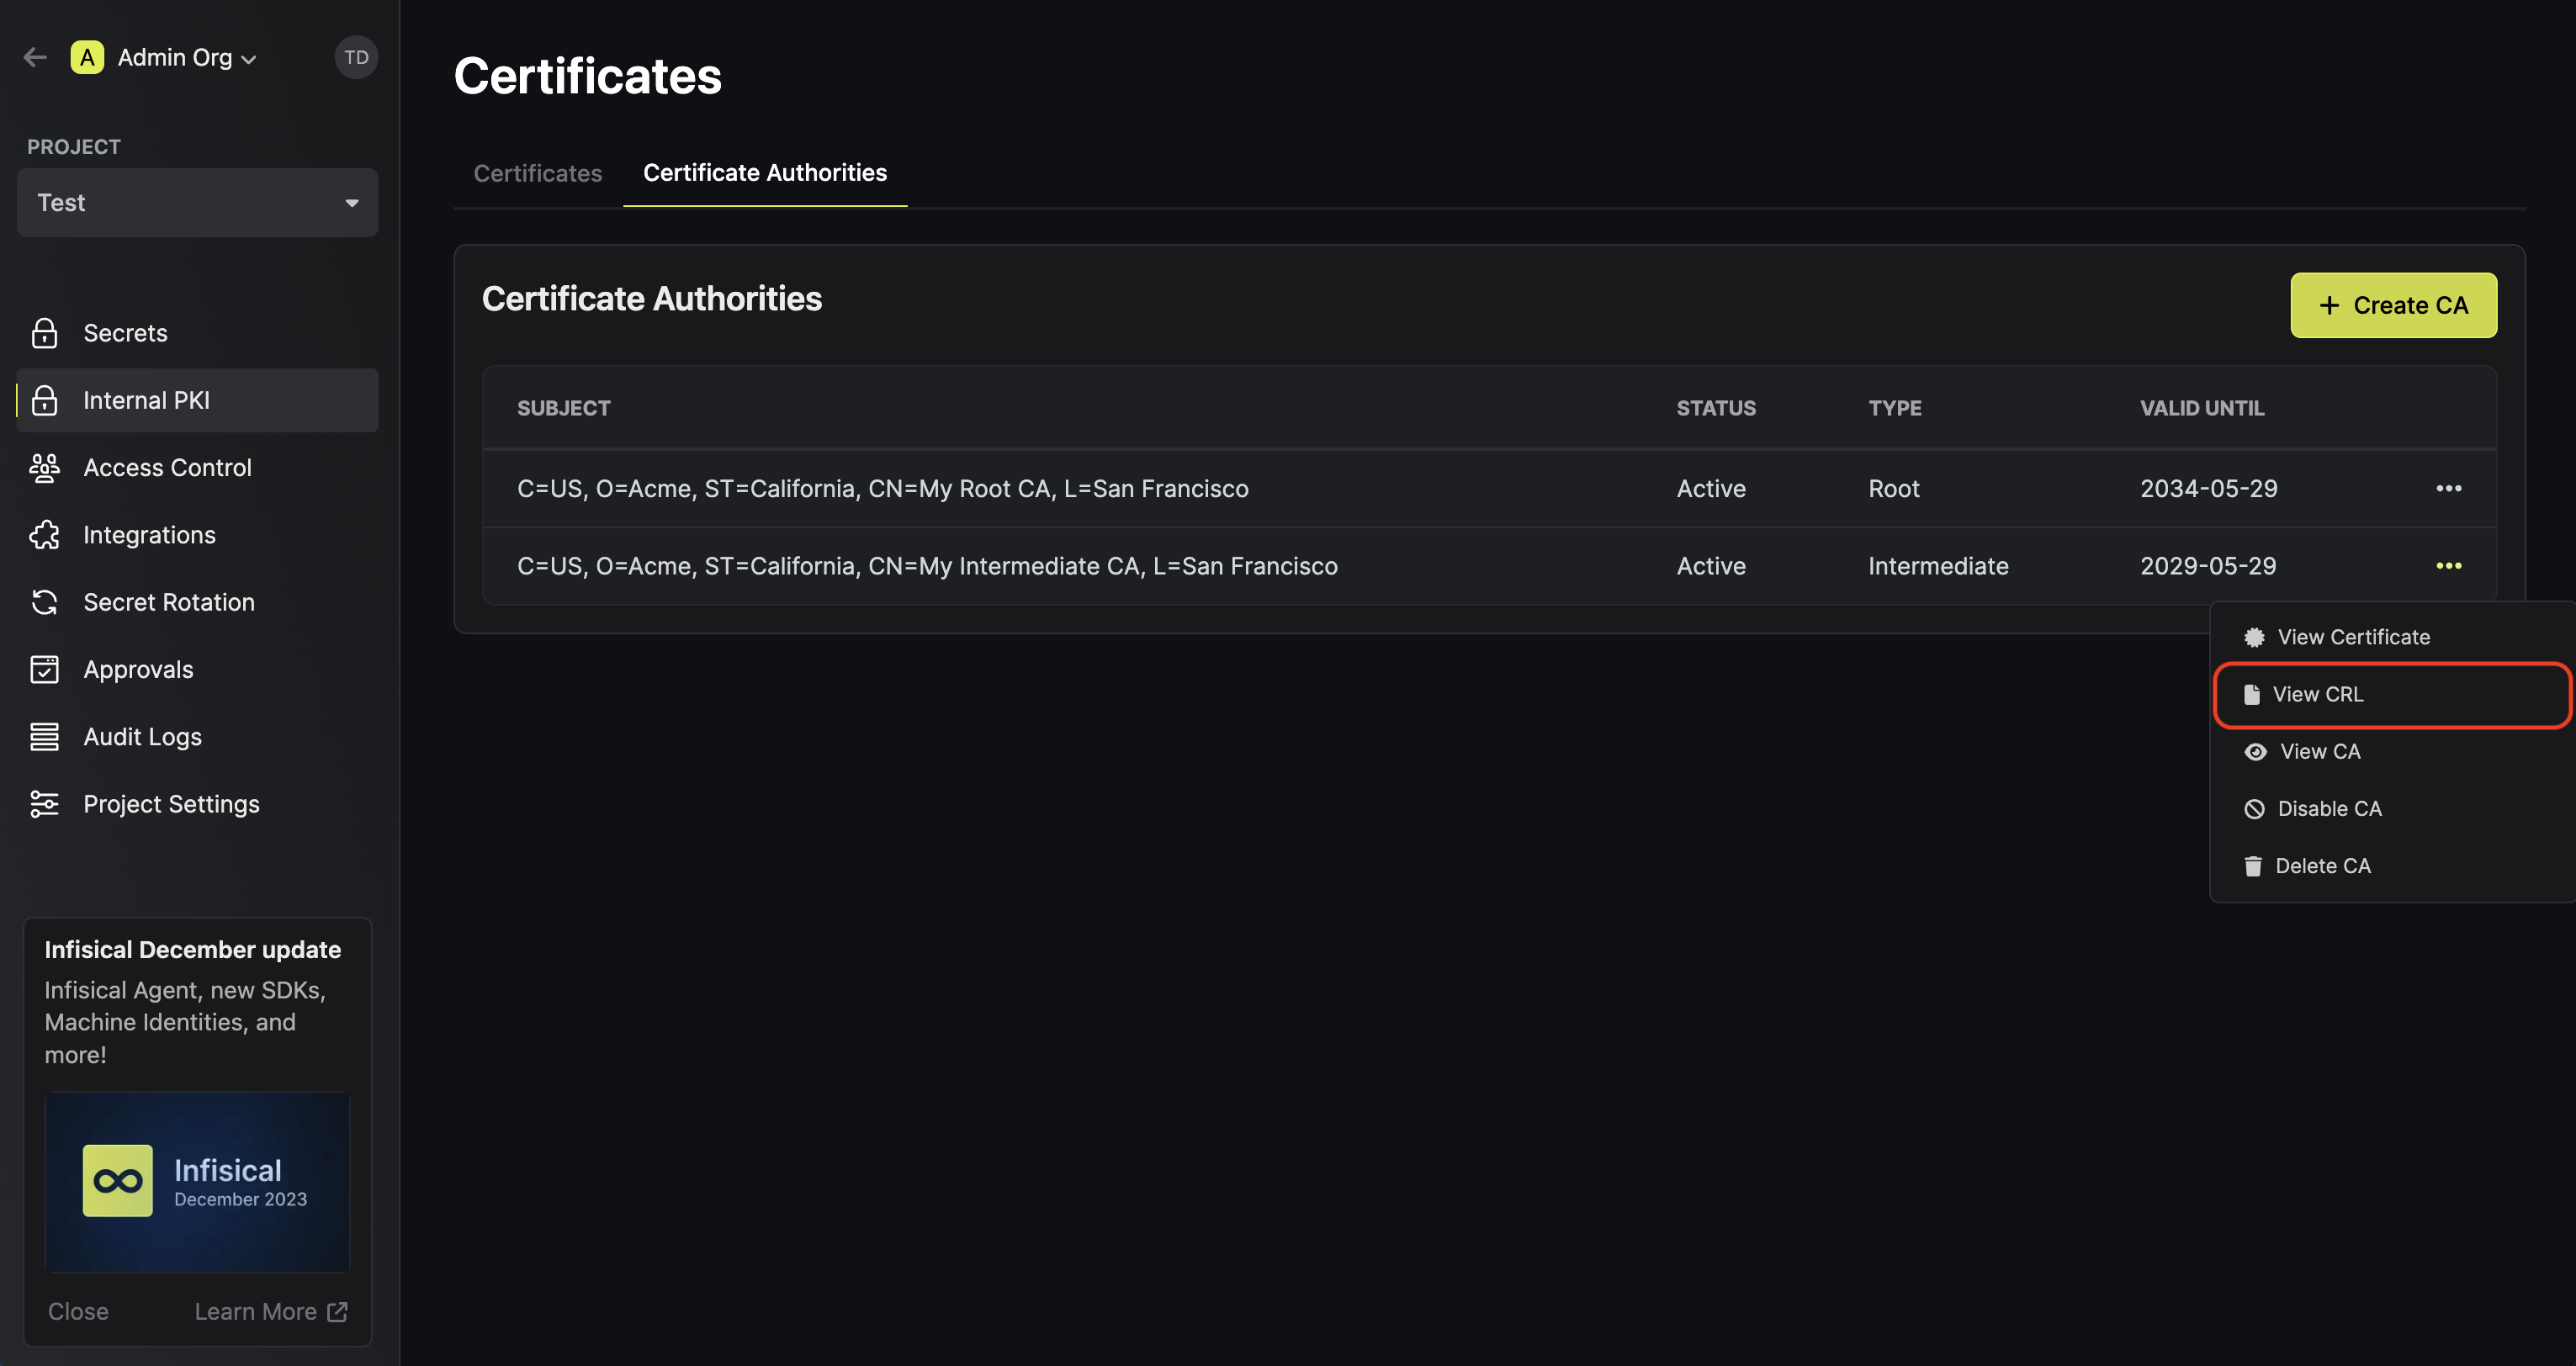 A Admin Org TD
PROJECT
Test
Secrets
Internal PKI
Access Control
Integrations
Secret Rotation
Approvals
Audit Logs
Project Settings
Infisical December update
Infisical Agent, new SDKs,
Machine Identities, and
more!
Infisical
December 2023
Close Learn More
Certificates
Certificates Certificate Authorities
Certificate Authorities
+ Create CA
SUBJECT STATUS TYPE VALID UNTIL
C=US, O=Acme, ST=California, CN=My Root CA, L=San Francisco Active Root 2034-05-29
C=US, O=Acme, ST=California, CN=My Intermediate CA, L=San Francisco Active Intermediate 2029-05-29
View Certificate
View CRL
View CA
Disable CA
Delete CA